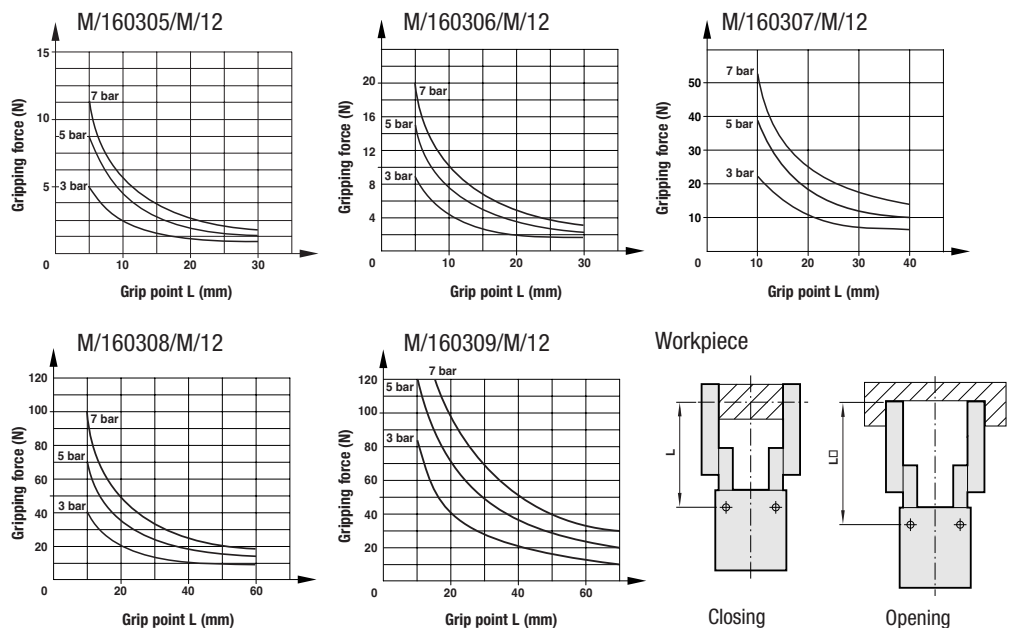 M/160305/M/12
Gripping force (N)
15
10
5
0
7 bar
5 bar
3 bar
10
20
30
Grip point L (mm)
M/160306/M/12
Gripping force (N)
20
16
12
8
4
0
7 bar
5 bar
3 bar
10
20
30
Grip point L (mm)
M/160307/M/12
Gripping force (N)
50
40
30
20
10
0
7 bar
5 bar
3 bar
10
20
30
40
Grip point L (mm)
M/160308/M/12
Gripping force (N)
120
100
80
60
40
20
0
7 bar
5 bar
3 bar
20
40
60
Grip point L (mm)
M/160309/M/12
Gripping force (N)
120
100
80
60
40
20
0
7 bar
5 bar
3 bar
20
40
60
Grip point L (mm)
Workpiece
L
L□
Closing
Opening